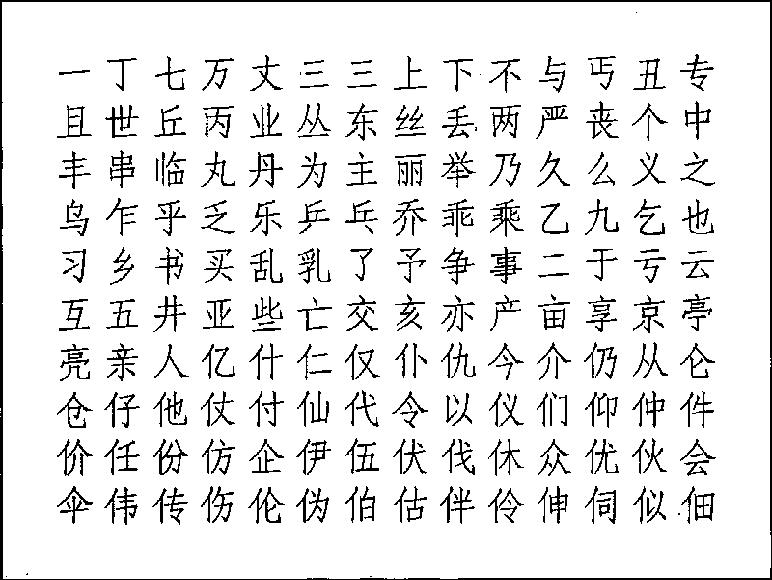 一丁七万丈三三上下不与丐丑专
且世丘丙业丛东丝丢两严丧个中
丰串临丸丹为主丽举乃久么义之
乌乍乎乏乐乒乓乔乖乘乙九乞也
习乡书买乱乳了予争事二于亏云
互五井亚些亡交亥亦产亩享京亭
亮亲人亿什仁仅仆仇今介仍从仑
仓仔他仗付仙代令以仪们仰仲件
价任份仿企伊伍伏伐休众优伙会
伞伟传伤伦伪伯估伴伶伸伺似佃